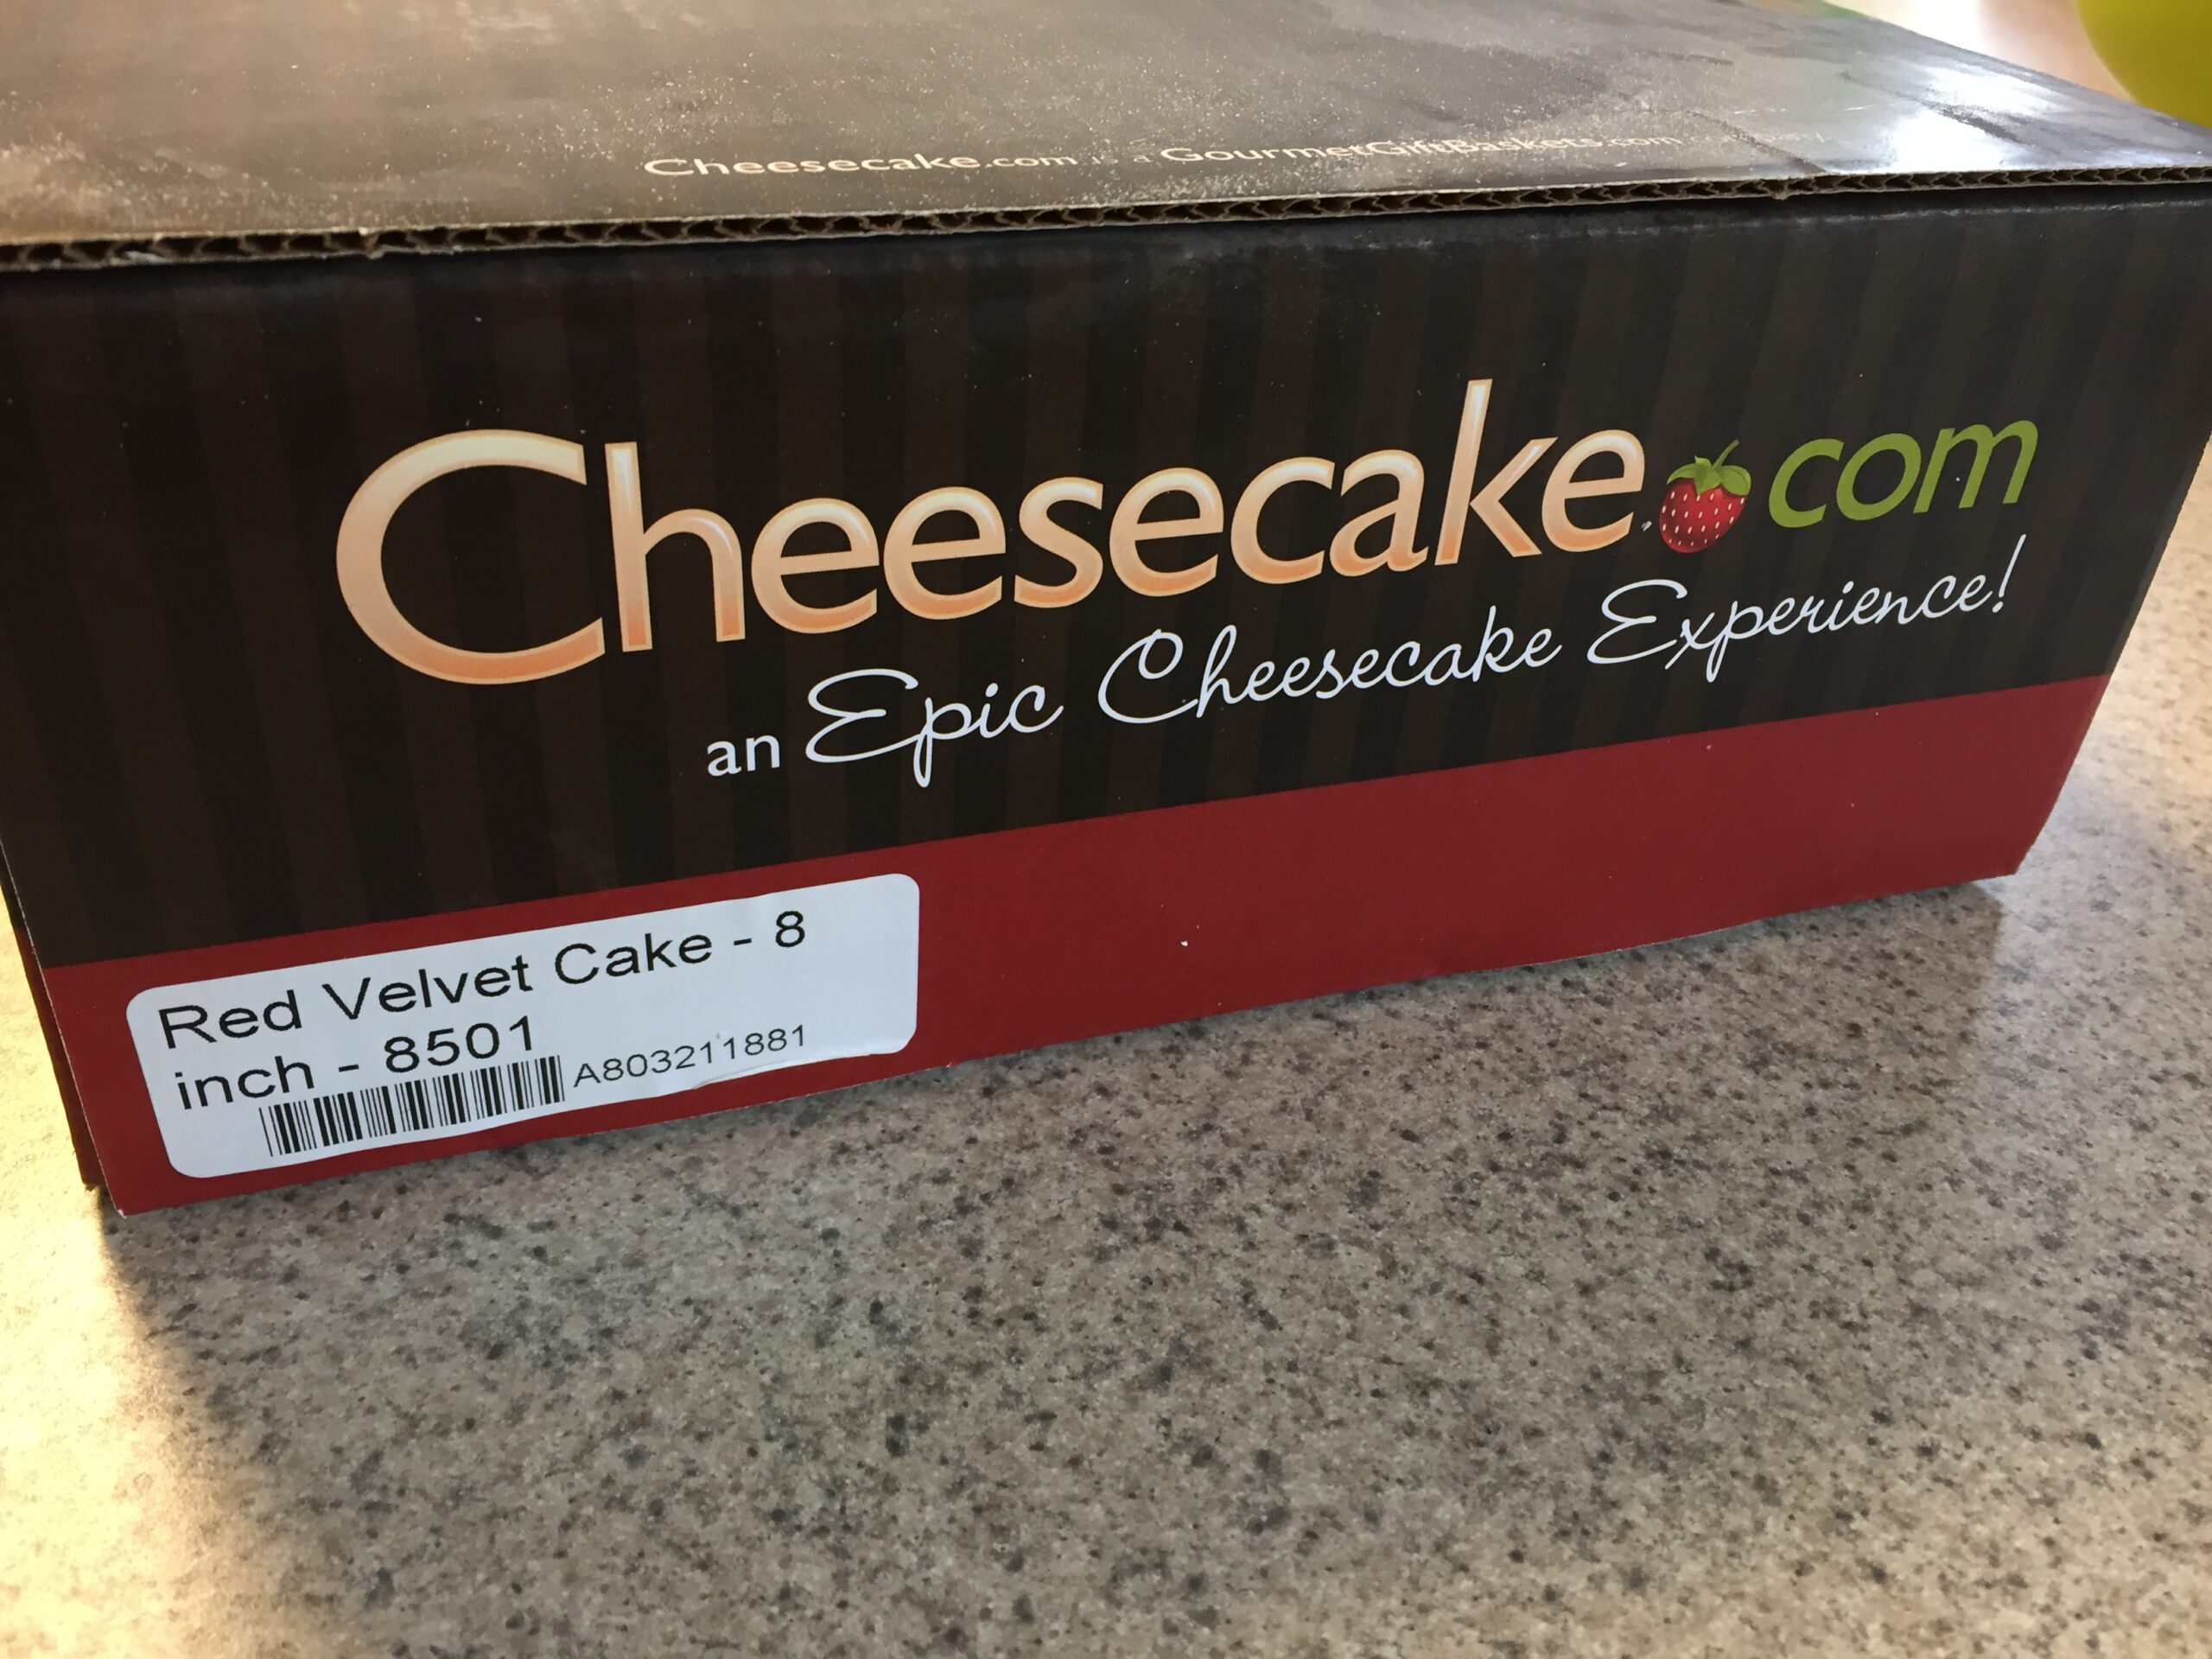 Cheesecake.com is a GourmetGiftBaskets.com
Cheesecake.com
an Epic Cheesecake Experience!
Red Velvet Cake - 8
inch - 8501
A803211881